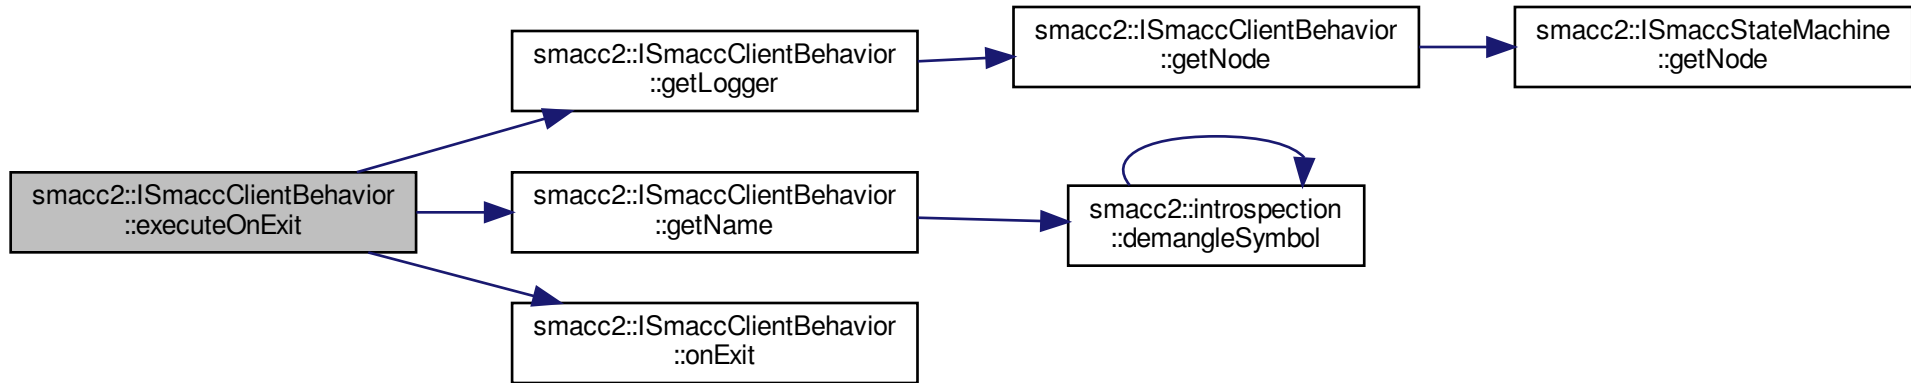 smacc2::ISmaccClientBehavior
::executeOnExit
smacc2::ISmaccClientBehavior
::getLogger
smacc2::ISmaccClientBehavior
::getNode
smacc2::ISmaccStateMachine
::getNode
smacc2::ISmaccClientBehavior
::getName
smacc2::introspection
::demangleSymbol
smacc2::ISmaccClientBehavior
::onExit